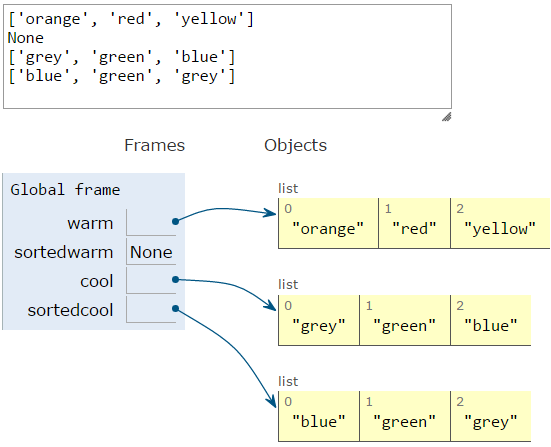 ['orange', 'red', 'yellow']
None
['grey', 'green', 'blue']
['blue', 'green', 'grey']
Frames Objects
Global frame
warm
sortedwarm None
cool
sortedcool
list
0 1 2
"orange" "red" "yellow"
list
0 1 2
"grey" "green" "blue"
list
0 1 2
"blue" "green" "grey"